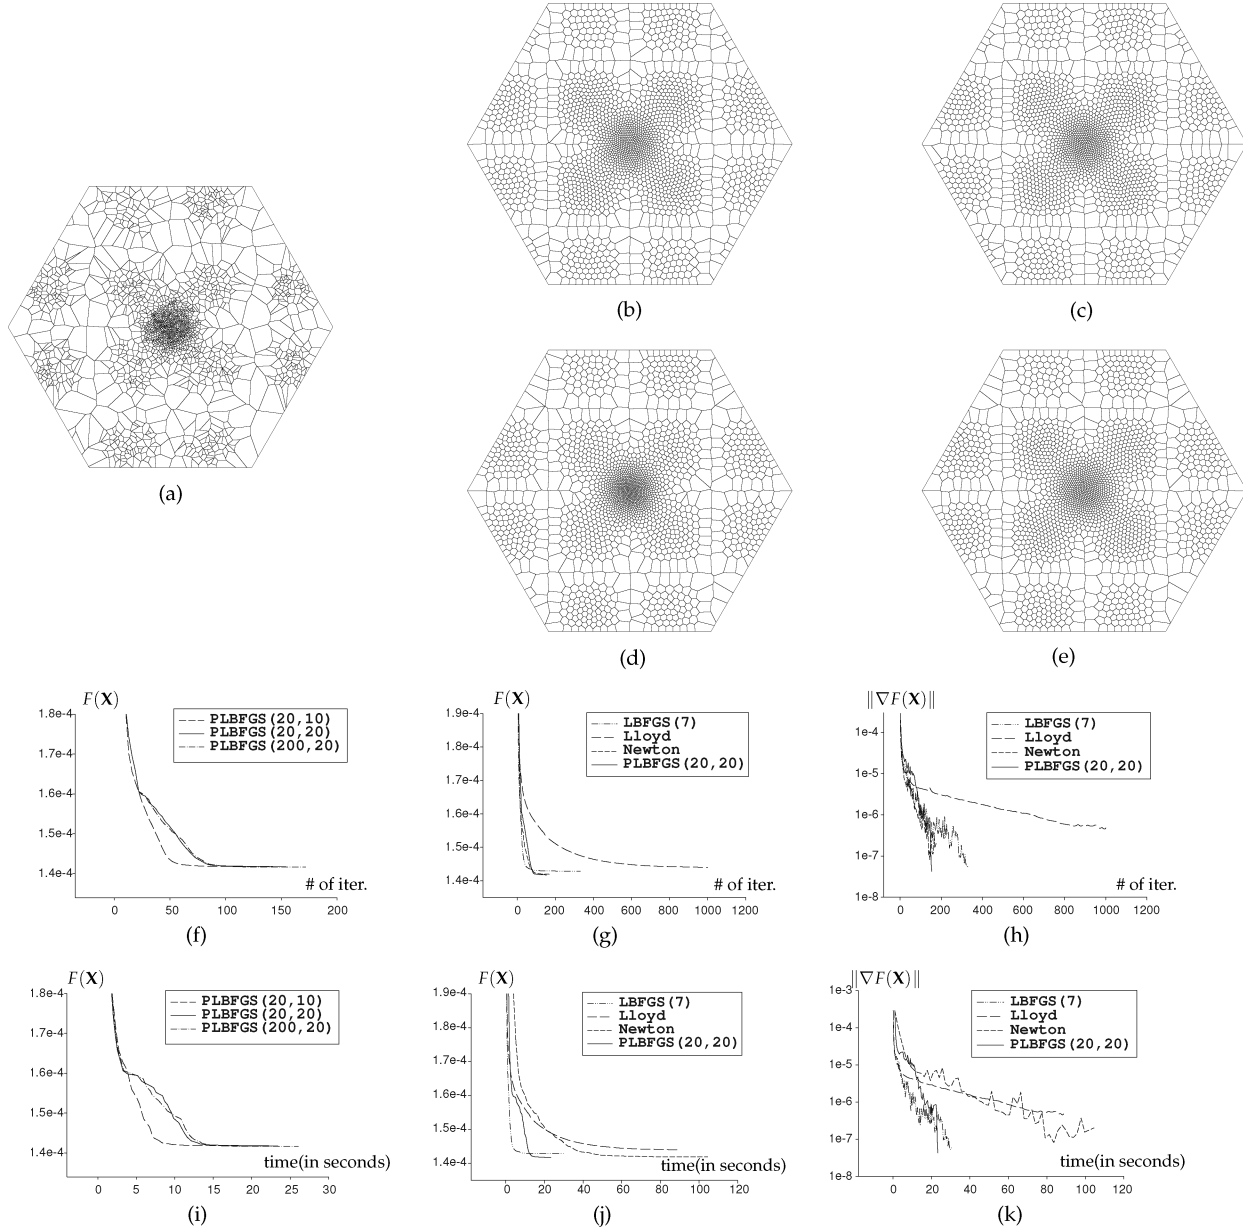 (a)
(b)
(c)
(d)
(e)
F(X)
1.8e-4
1.7e-4
1.6e-4
1.5e-4
1.4e-4
PLBFGS(20,10)
PLBFGS(20,20)
PLBFGS(200,20)
# of iter.
0 50 100 150 200
(f)
F(X)
1.9e-4
1.8e-4
1.7e-4
1.6e-4
1.5e-4
1.4e-4
LBFGS(7)
Lloyd
Newton
PLBFGS(20,20)
# of iter.
0 200 400 600 800 1000 1200
(g)
‖∇F(X)‖
1e-4
1e-5
1e-6
1e-7
1e-8
LBFGS(7)
Lloyd
Newton
PLBFGS(20,20)
# of iter.
0 200 400 600 800 1000 1200
(h)
F(X)
1.8e-4
1.7e-4
1.6e-4
1.5e-4
1.4e-4
PLBFGS(20,10)
PLBFGS(20,20)
PLBFGS(200,20)
time(in seconds)
0 5 10 15 20 25 30
(i)
F(X)
1.9e-4
1.8e-4
1.7e-4
1.6e-4
1.5e-4
1.4e-4
LBFGS(7)
Lloyd
Newton
PLBFGS(20,20)
time(in seconds)
0 20 40 60 80 100 120
(j)
‖∇F(X)‖
1e-3
1e-4
1e-5
1e-6
1e-7
1e-8
LBFGS(7)
Lloyd
Newton
PLBFGS(20,20)
time(in seconds)
0 20 40 60 80 100 120
(k)